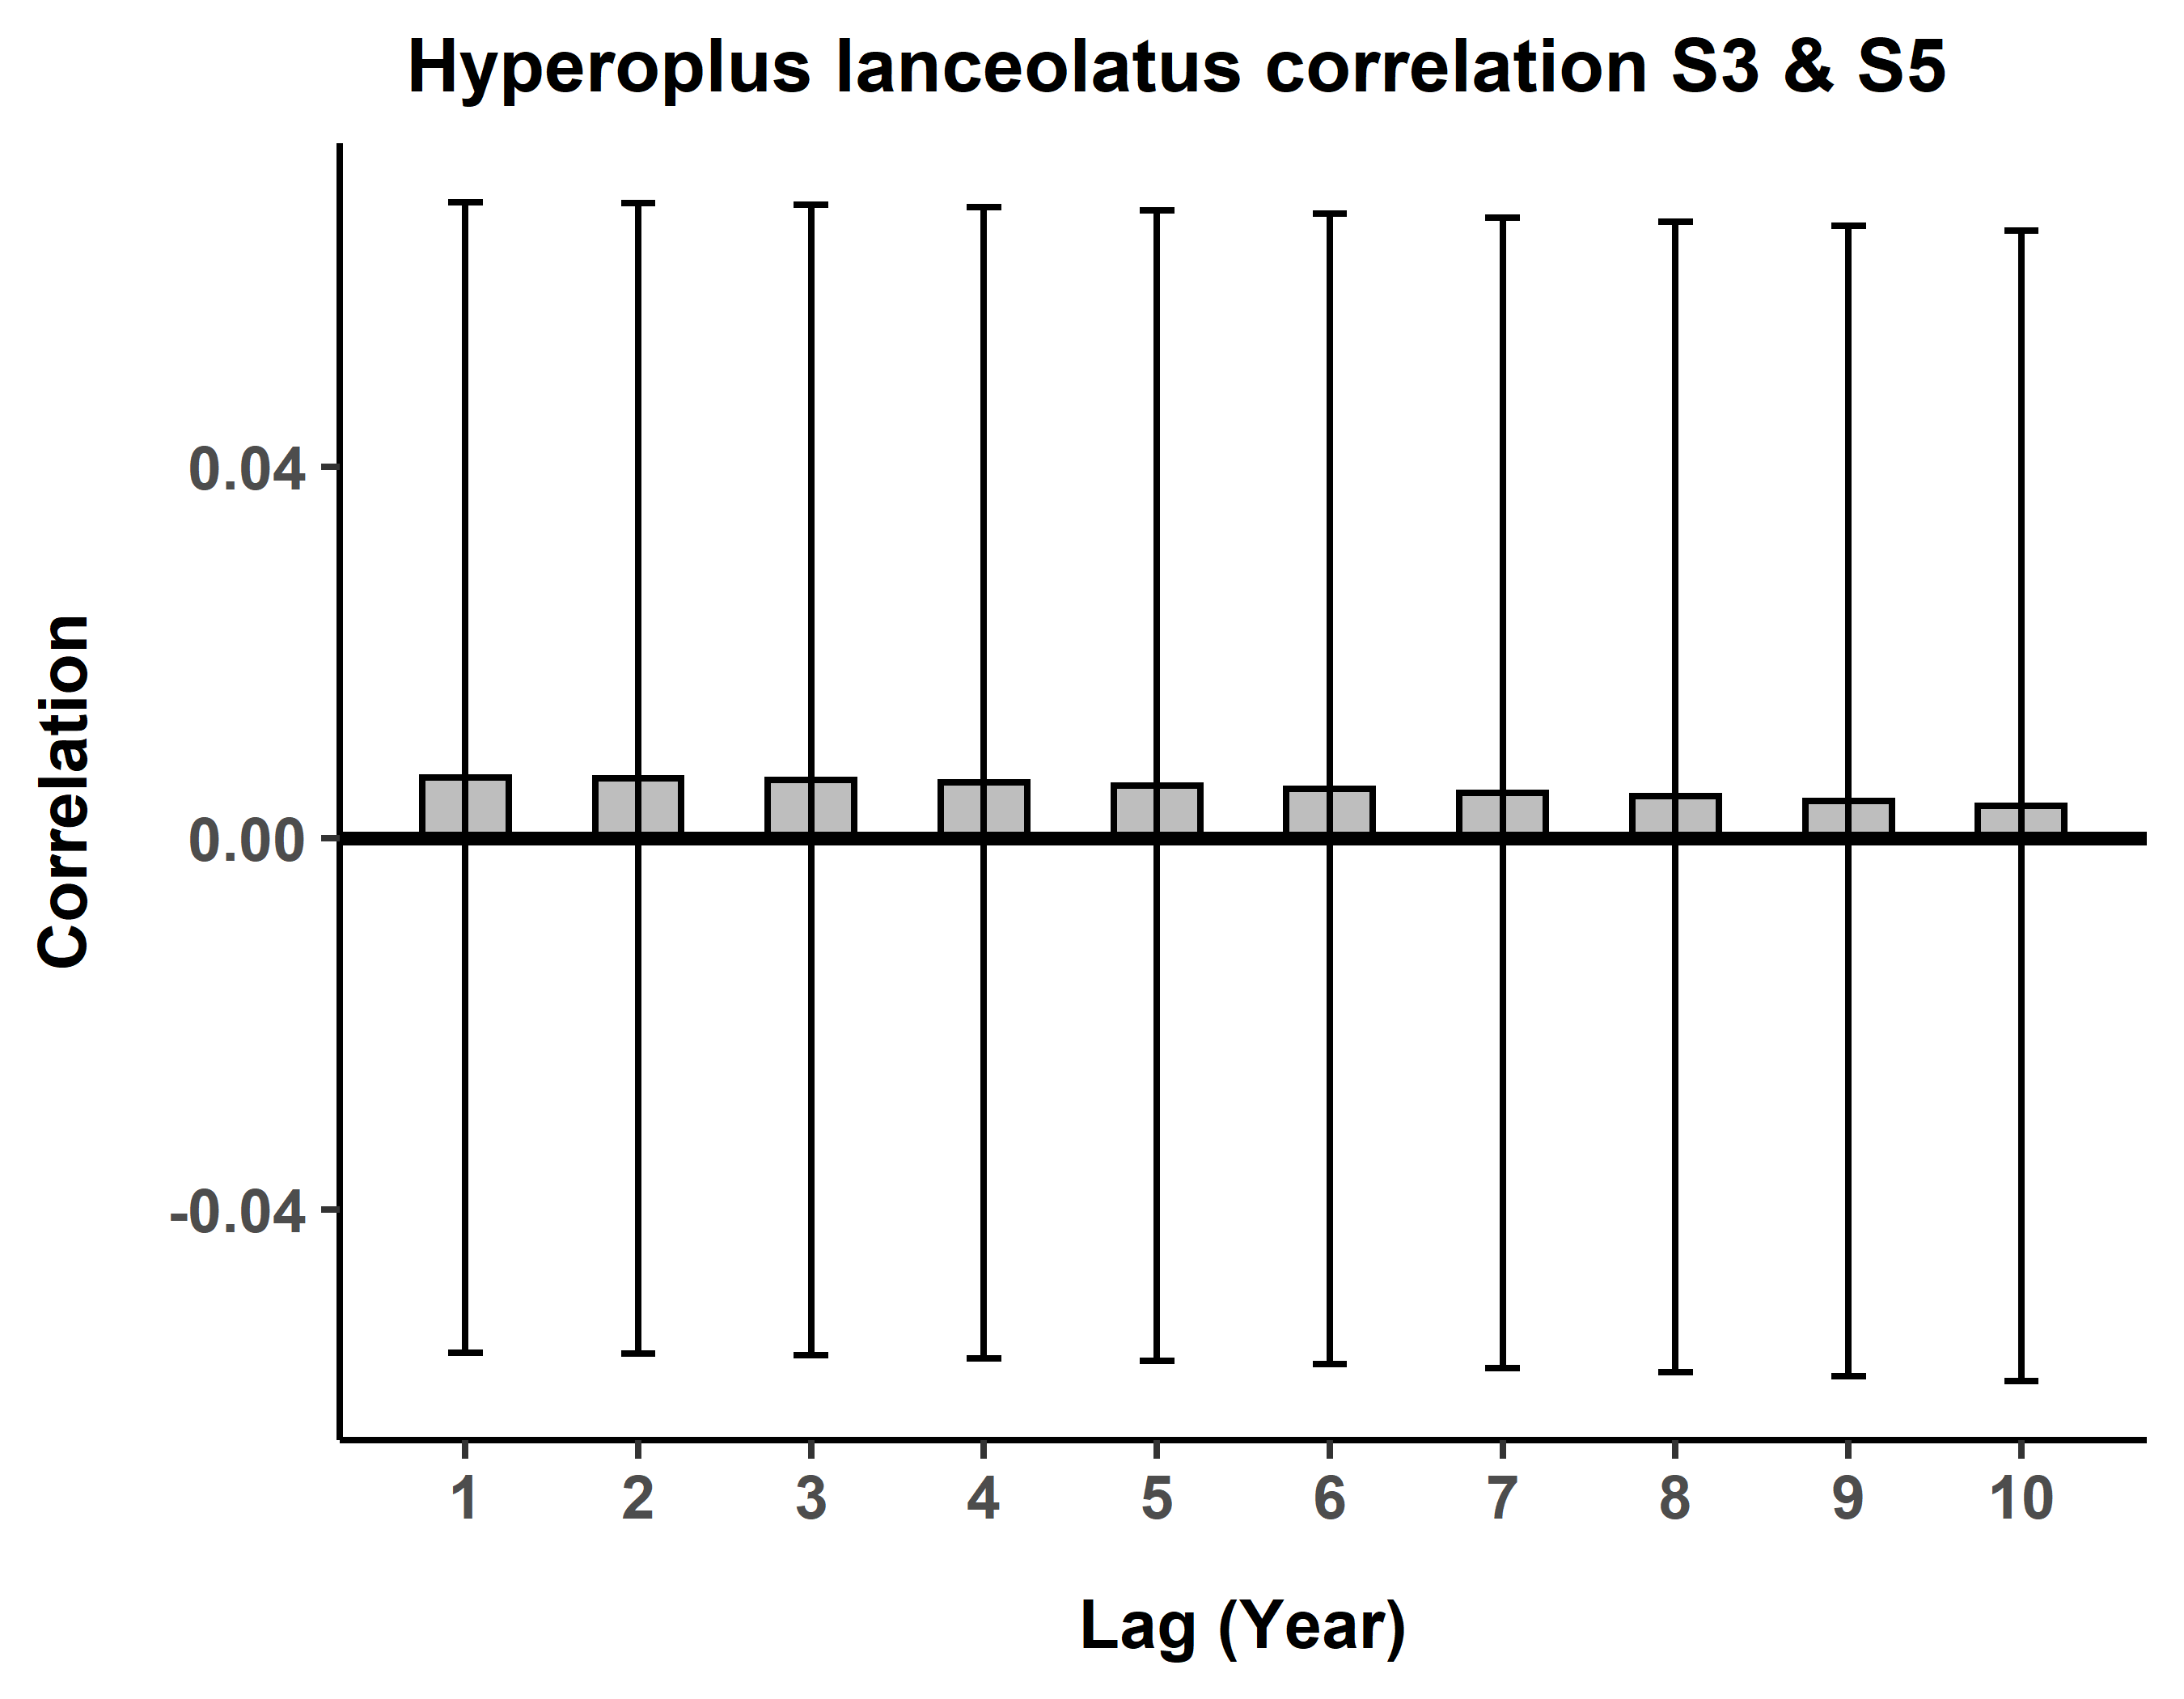 Hyperoplus lanceolatus correlation S3 & S5
Correlation
0.04
0.00
-0.04
1 2 3 4 5 6 7 8 9 10
Lag (Year)